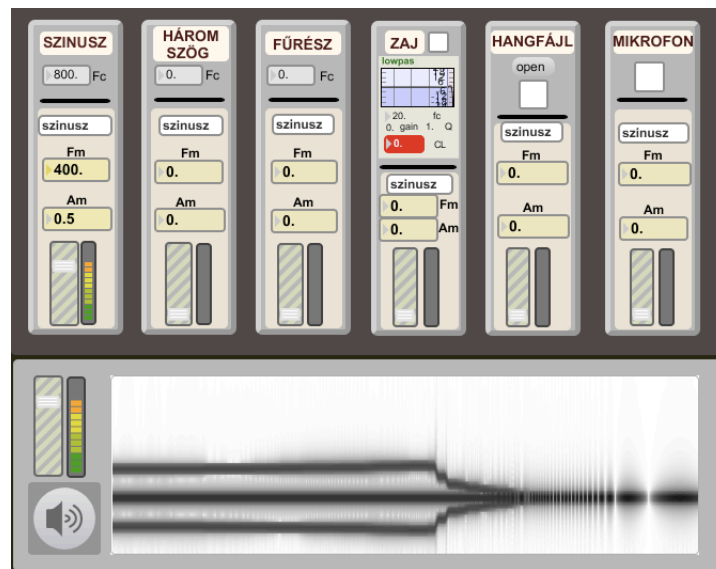 SZINUSZ
800. Fc
szinusz
Fm
400.
Am
0.5
HÁROM
SZÖG
0. Fc
szinusz
Fm
0.
Am
0.
FŰRÉSZ
0. Fc
szinusz
Fm
0.
Am
0.
ZAJ
lowpas
20. fc
0. gain 1. Q
0. CL
szinusz
0. Fm
0. Am
HANGFÁJL
open
szinusz
Fm
0.
Am
0.
MIKROFON
szinusz
Fm
0.
Am
0.